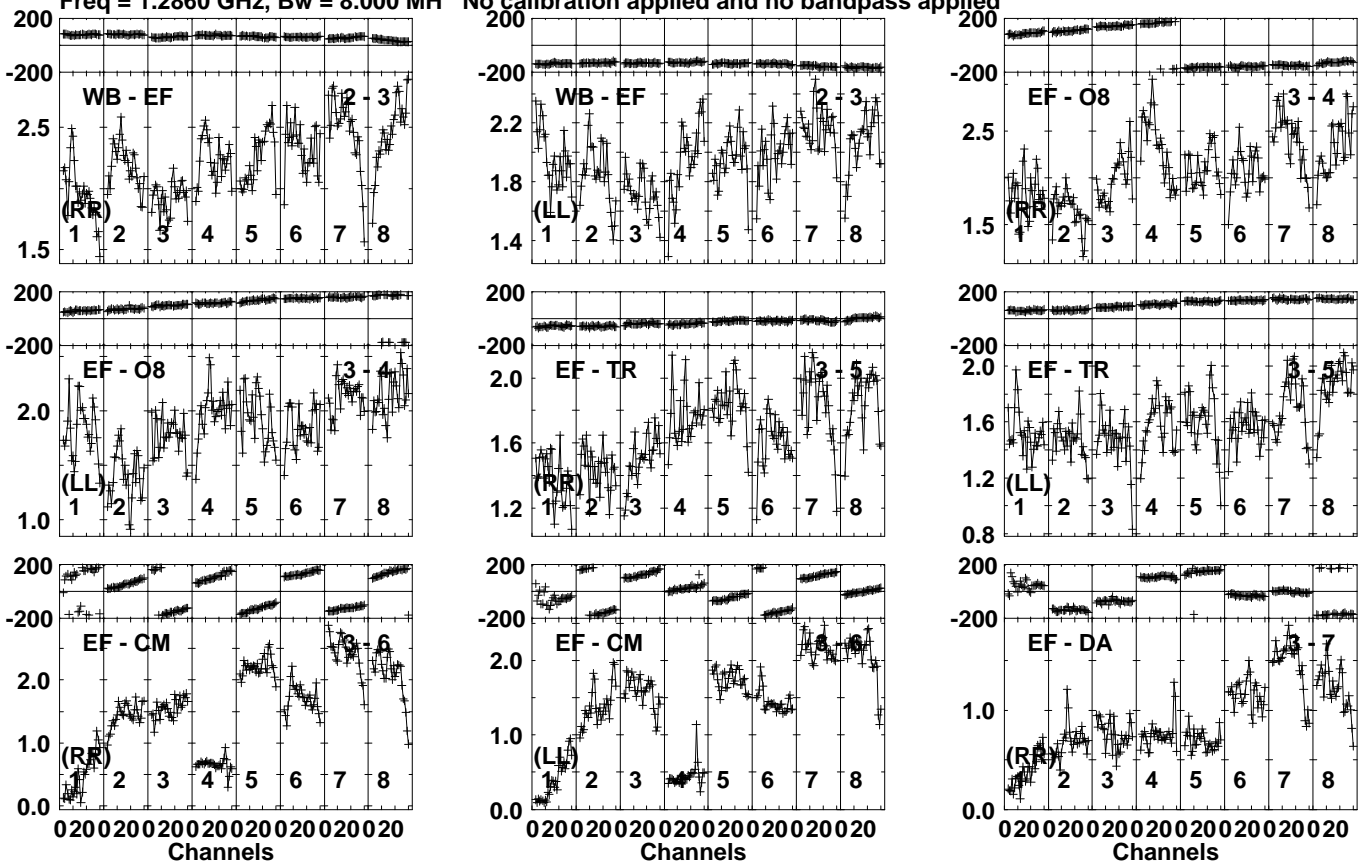 Freq = 1.2860 GHz, Bw = 8.000 MH No calibration applied and no bandpass applied
200 200 200
-200 -200 -200
WB - EF 2 - 3 WB - EF 2 - 3 EF - O8 3 - 4
2.5 2.2 2.5
1.8
(RR) (LL) (RR) 1.5
1 2 3 4 5 6 7 8 1 2 3 4 5 6 7 8 1 2 3 4 5 6 7 8
1.5 1.4
200 200 200
-200 -200 -200
EF - O8 3 - 4 EF - TR 3 - 5 EF - TR 3 - 5
2.0 2.0 2.0
1.6 1.6
(LL) (RR) 1.2 (LL)
1 2 3 4 5 6 7 8 1 2 3 4 5 6 7 8 1 2 3 4 5 6 7 8
1.0 1.2 0.8
200 200 200
-200 -200 -200
EF - CM 3 - 6 EF - CM 3 - 6 EF - DA 3 - 7
2.0 2.0
1.0 1.0 1.0
(RR) (LL) (RR)
1 2 3 4 5 6 7 8 1 2 3 4 5 6 7 8 1 2 3 4 5 6 7 8
0.0 0.0 0.0
0 20 0 20 0 20 0 20 0 20 0 20 0 20 0 20 0 20 0 20 0 20 0 20 0 20 0 20 0 20 0 20 0 20 0 20 0 20 0 20 0 20 0 20 0 20 0 20
Channels Channels Channels